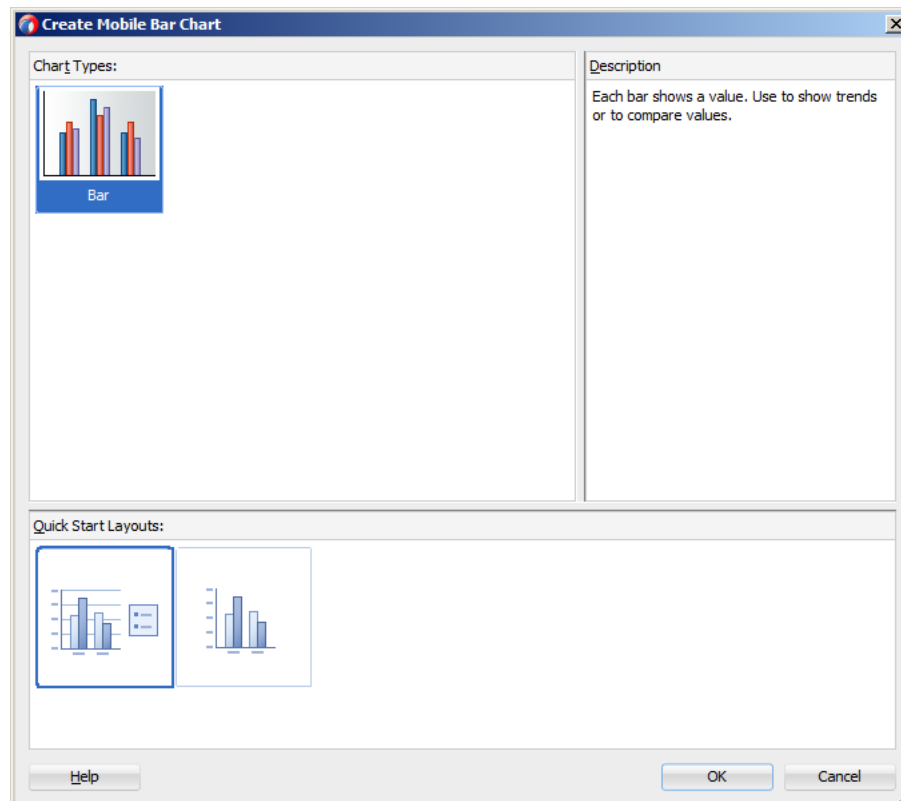 Create Mobile Bar Chart
Chart Types:
Bar
Description
Each bar shows a value. Use to show trends
or to compare values.
Quick Start Layouts:
Help
OK
Cancel